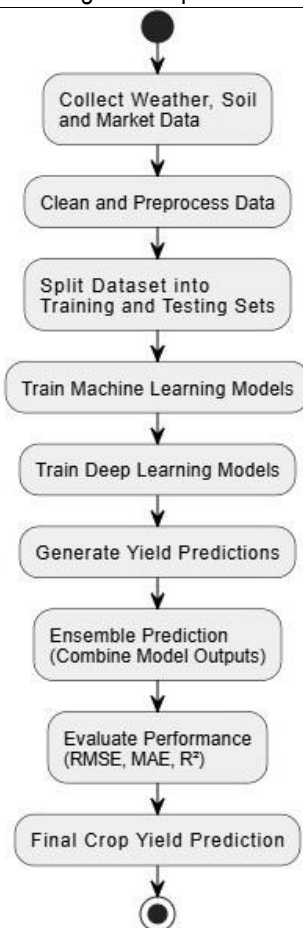 Collect Weather, Soil
and Market Data
Clean and Preprocess Data
Split Dataset into
Training and Testing Sets
Train Machine Learning Models
Train Deep Learning Models
Generate Yield Predictions
Ensemble Prediction
(Combine Model Outputs)
Evaluate Performance
(RMSE, MAE, R²)
Final Crop Yield Prediction